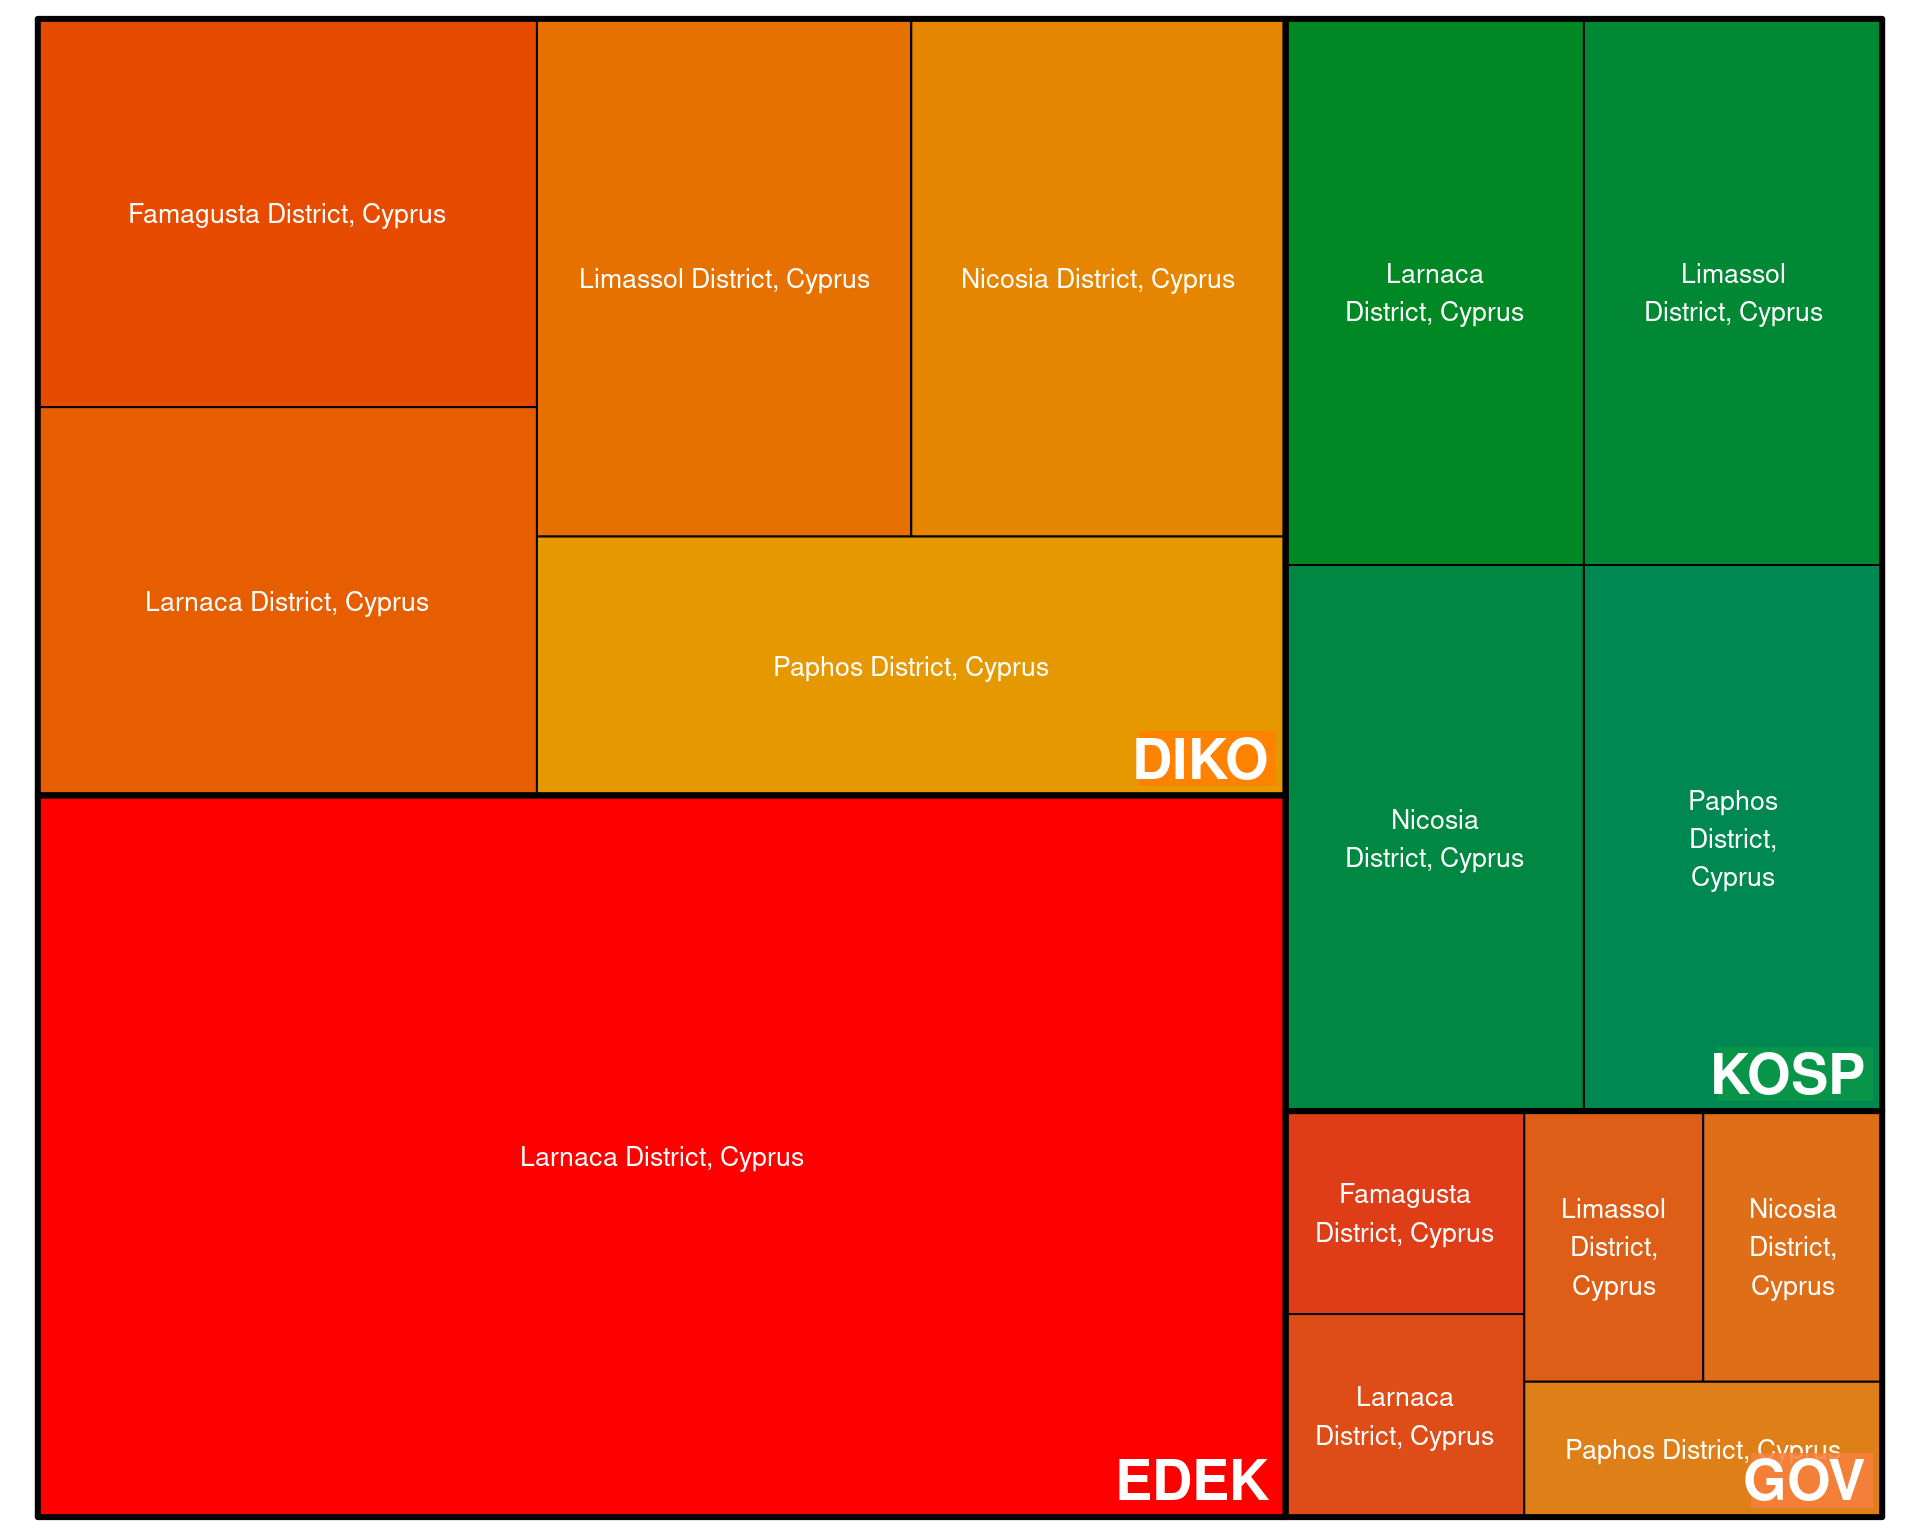 Famagusta District, Cyprus
Limassol District, Cyprus
Nicosia District, Cyprus
Larnaca District, Cyprus
Paphos District, Cyprus
DIKO
Larnaca District, Cyprus
EDEK
Larnaca
District, Cyprus
Limassol
District, Cyprus
Nicosia
District, Cyprus
Paphos
District,
Cyprus
KOSP
Famagusta
District, Cyprus
Limassol
District,
Cyprus
Nicosia
District,
Cyprus
Larnaca
District, Cyprus
Paphos District, Cyprus
GOV